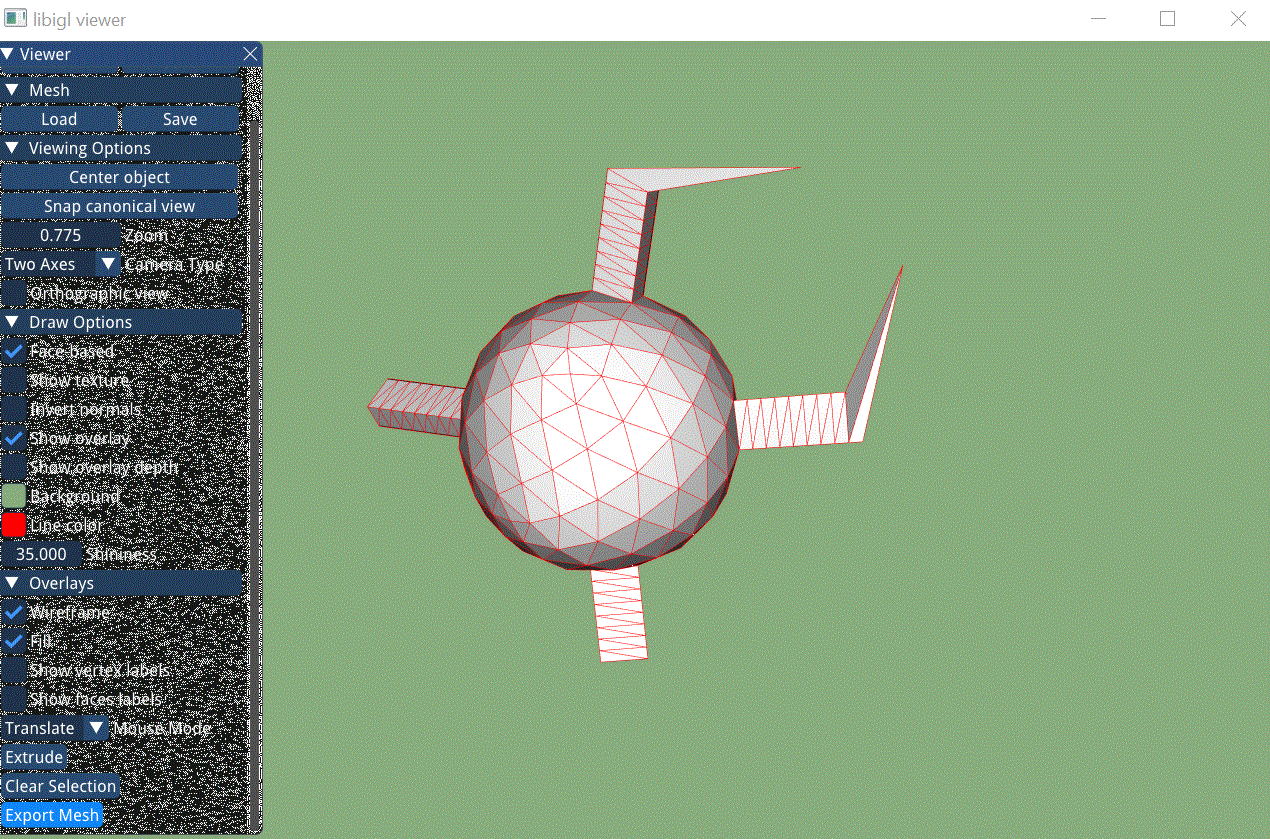 libigl viewer
Viewer
Mesh
Load Save
Viewing Options
Center object
Snap canonical view
0.775 Zoom
Two Axes Camera Type
Orthographic view
Draw Options
Face-based
Show texture
Invert normals
Show overlay
Show overlay depth
Background
Line color
35.000 Shininess
Overlays
Wireframe
Fill
Show vertex labels
Show faces labels
Translate Mouse Mode
Extrude
Clear Selection
Export Mesh